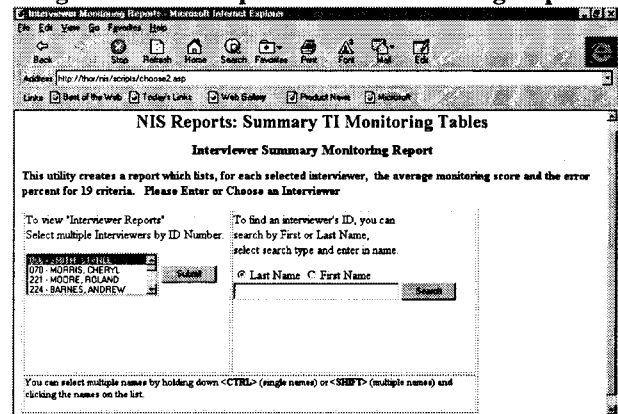 Interviewer Monitoring Reports - Microsoft Internet Explorer
File Edit View Go Favorites Help
Back Stop Refresh Home Search Favorites Print Font Mail Edit
Address http://thor/nis/scripts/choose2.asp
Links Best of the Web Today's Links Web Gallery Product News Microsoft
NIS Reports: Summary TI Monitoring Tables
Interviewer Summary Monitoring Report
This utility creates a report which lists, for each selected interviewer, the average monitoring score and the error
percent for 19 criteria. Please Enter or Choose an Interviewer
To view "Interviewer Reports"
Select multiple Interviewers by ID Number.
070 - MORRIS, CHERYL
221 - MOORE, ROLAND
224 - BARNES, ANDREW
Submit
To find an interviewer's ID, you can
search by First or Last Name,
select search type and enter in name.
Last Name First Name
Search
You can select multiple names by holding down <CTRL> (single names) or <SHIFT> (multiple names) and
clicking the names on the list.